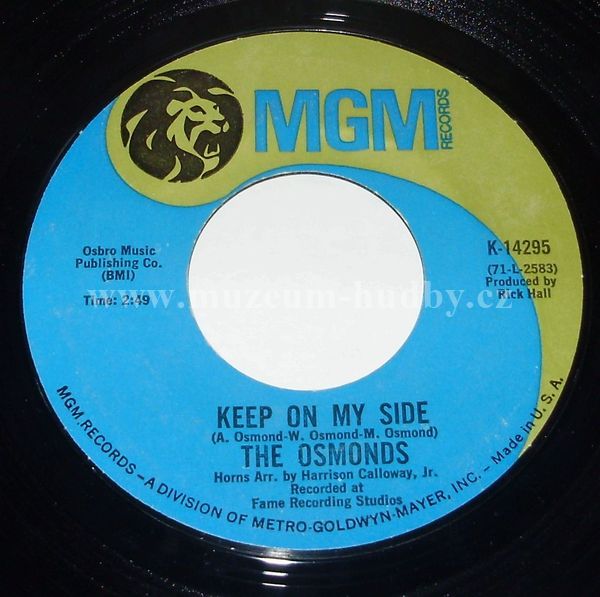 MGM RECORDS
Osbro Music
Publishing Co.
(BMI)
Time: 2:49
K-14295
(71-L-2583)
Produced by
Rick Hall
www.muzeum-hudby.cz
KEEP ON MY SIDE
(A. Osmond-W. Osmond-M. Osmond)
THE OSMONDS
Horns Arr. by Harrison Calloway, Jr.
Recorded at
Fame Recording Studios
MGM RECORDS – A DIVISION OF METRO-GOLDWYN-MAYER, INC. – Made in U. S. A.